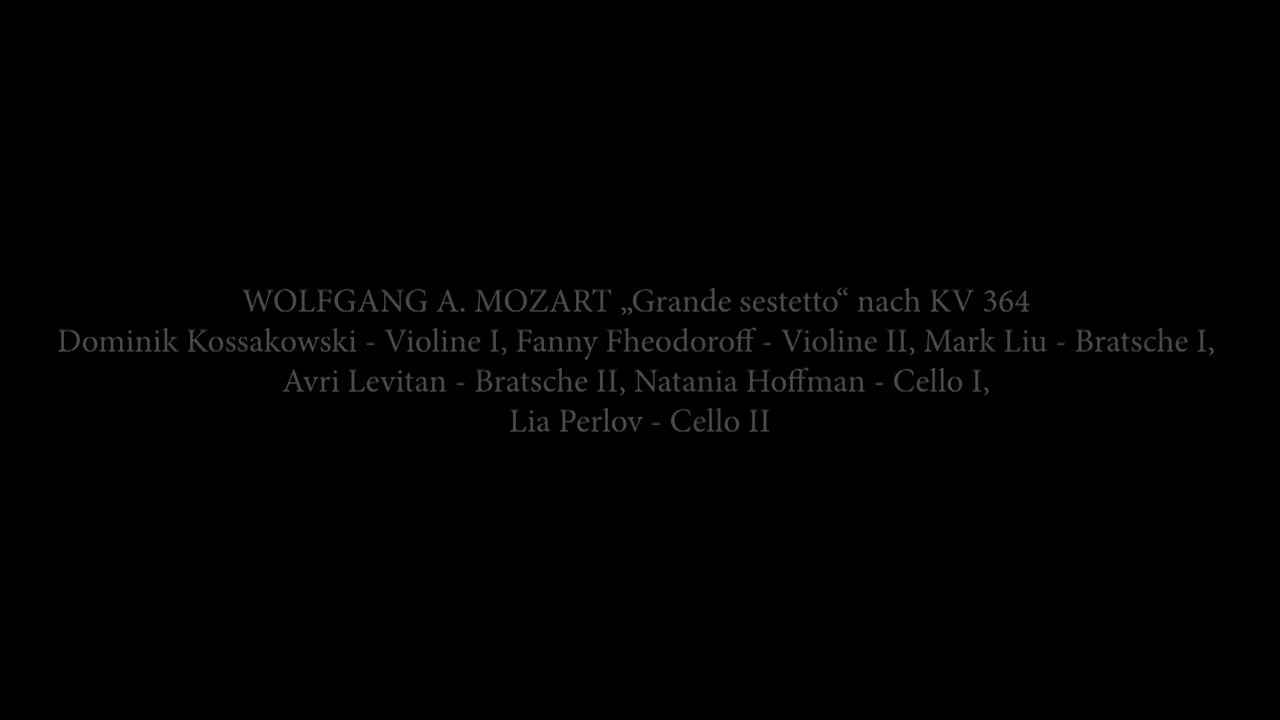 WOLFGANG A. MOZART „Grande sestetto“ nach KV 364
Dominik Kossakowski - Violine I, Fanny Fheodoroff - Violine II, Mark Liu - Bratsche I,
Avri Levitan - Bratsche II, Natania Hoffman - Cello I,
Lia Perlov - Cello II